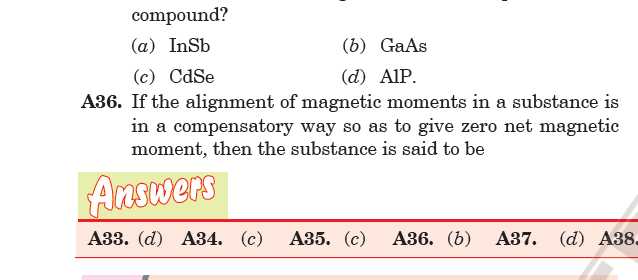 compound?
(a) InSb (b) GaAs
(c) CdSe (d) AlP.
A36. If the alignment of magnetic moments in a substance is
in a compensatory way so as to give zero net magnetic
moment, then the substance is said to be
Answers
A33. (d) A34. (c) A35. (c) A36. (b) A37. (d) A38.